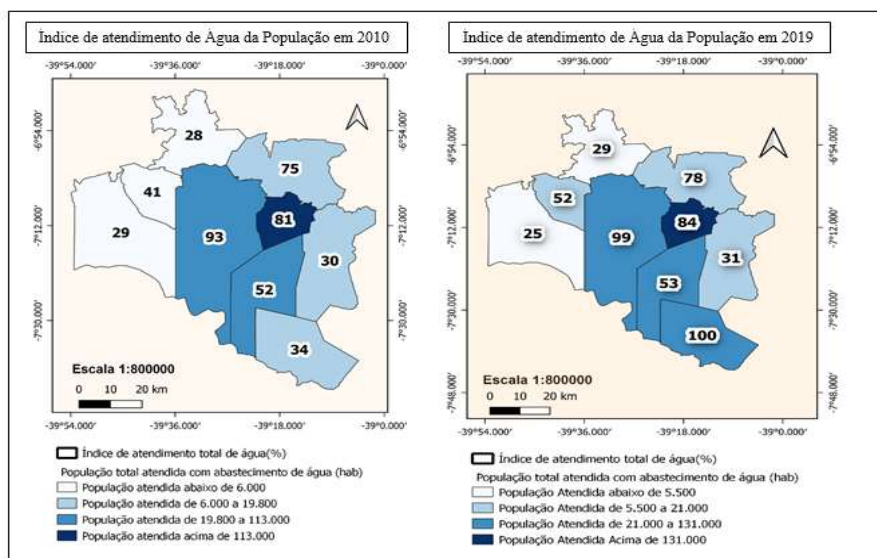 Índice de atendimento de Água da População em 2010
-39°54.000'
-39°36.000'
-39°18.000'
-39°0.000'
-6°54.000'
-7°12.000'
-7°30.000'
28
75
41
81
29
93
30
52
34
Escala 1:800000
0 10 20 km
Índice de atendimento total de água(%)
População total atendida com abastecimento de água (hab)
População atendida abaixo de 6.000
População atendida de 6.000 a 19.800
População atendida de 19.800 a 113.000
População atendida acima de 113.000
Índice de atendimento de Água da População em 2019
-39°54.000'
-39°36.000'
-39°18.000'
-39°0.000'
-6°54.000'
-7°12.000'
-7°30.000'
-7°48.000'
29
78
52
84
25
99
31
53
100
Escala 1:800000
0 10 20 km
Índice de atendimento total de água(%)
População total atendida com abastecimento de água (hab)
População Atendida abaixo de 5.500
População Atendida de 5.500 a 21.000
População Atendida de 21.000 a 131.000
População Atendida Acima de 131.000